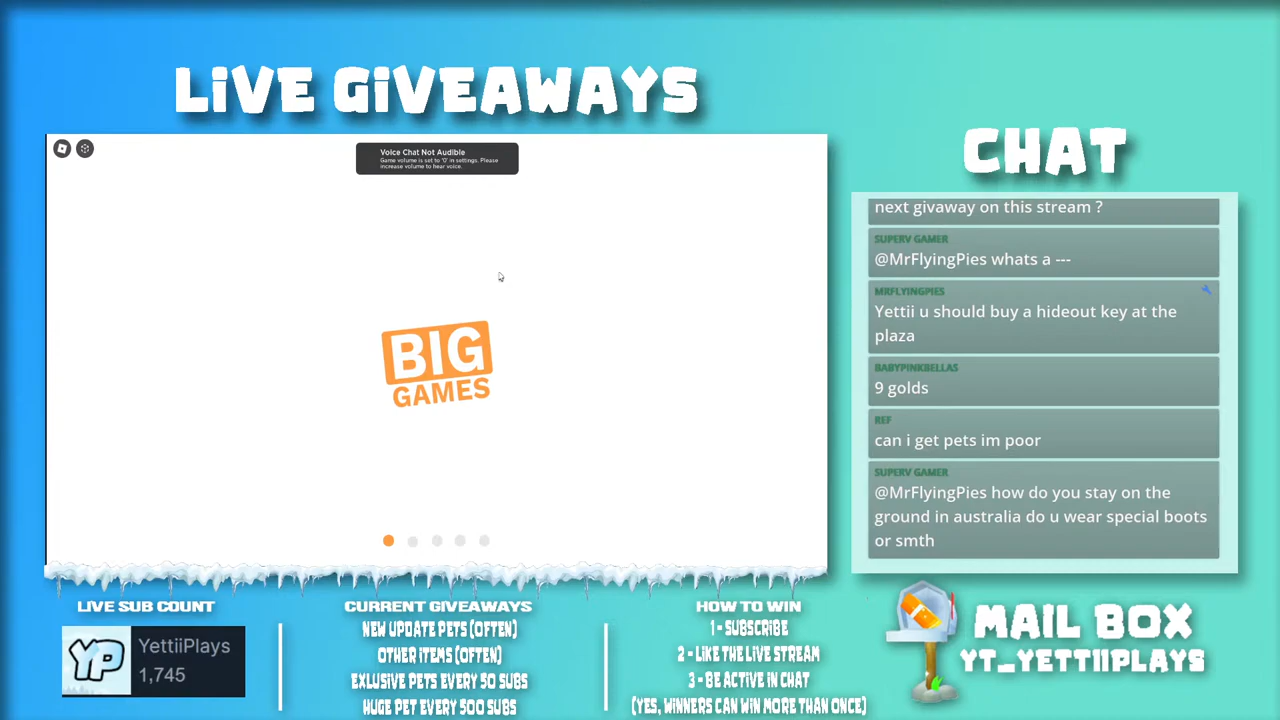 LiVE GiVEAWAYS
Voice Chat Not Audible
Game volume is set to '0' in settings. Please
increase volume to hear voice.
BIG
GAMES
CHAT
next givaway on this stream ?
SUPERV GAMER
@MrFlyingPies whats a ---
MRFLYINGPIES
Yettii u should buy a hideout key at the
plaza
BABYPINKBELLAS
9 golds
REF
can i get pets im poor
SUPERV GAMER
@MrFlyingPies how do you stay on the
ground in australia do u wear special boots
or smth
LIVE SUB COUNT
YP
YettiiPlays
1,745
CURRENT GIVEAWAYS
NEW UPDATE PETS (OFTEN)
OTHER ITEMS (OFTEN)
EXLUSIVE PETS EVERY 50 SUBS
HUGE PET EVERY 500 SUBS
HOW TO WIN
1 - SUBSCRIBE
2 - LIKE THE LIVE STREAM
3 - BE ACTIVE IN CHAT
(YES, WINNERS CAN WIN MORE THAN ONCE)
MAIL BOX
YT_YETTIIPLAYS